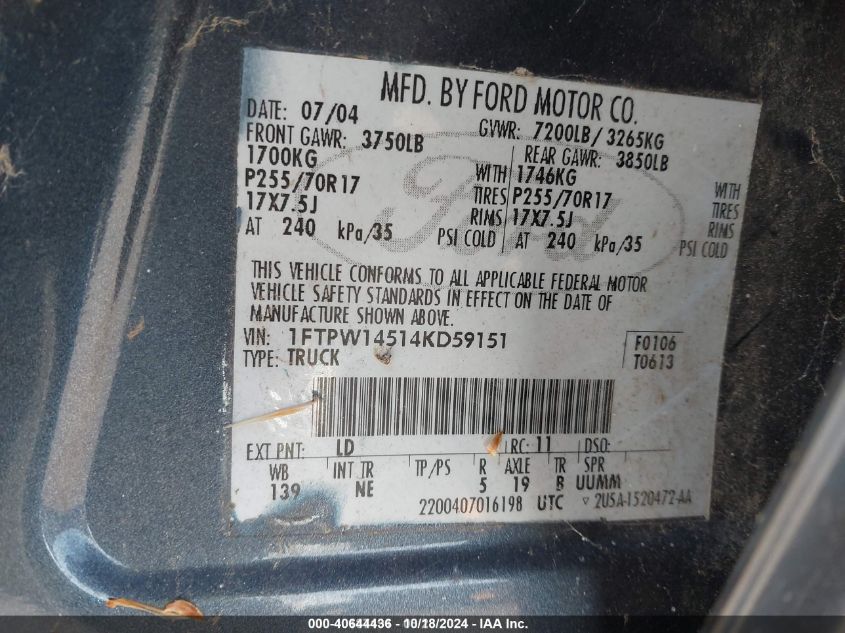 MFD. BY FORD MOTOR CO.
DATE: 07/04 GVWR: 7200LB/ 3265KG
FRONT GAWR: 3750LB REAR GAWR: 3850LB
1700KG WITH 1746KG WITH
P255/70R17 TIRES P255/70R17 TIRES
17X7.5J RIMS 17X7.5J RIMS
AT 240 kPa/35 PSI COLD AT 240 kPa/35 PSI COLD
Ford
THIS VEHICLE CONFORMS TO ALL APPLICABLE FEDERAL MOTOR
VEHICLE SAFETY STANDARDS IN EFFECT ON THE DATE OF
MANUFACTURE SHOWN ABOVE.
VIN: 1FTPW14514KD59151 F0106
TYPE: TRUCK T0613
EXT PNT: LD RC: 11 DSO:
WB INT TR TP/PS R AXLE TR SPR
139 NE 5 19 B UUMM
2200407016198 UTC ▽ 2U5A-1520472-AA
000-40644436 - 10/18/2024 - IAA Inc.